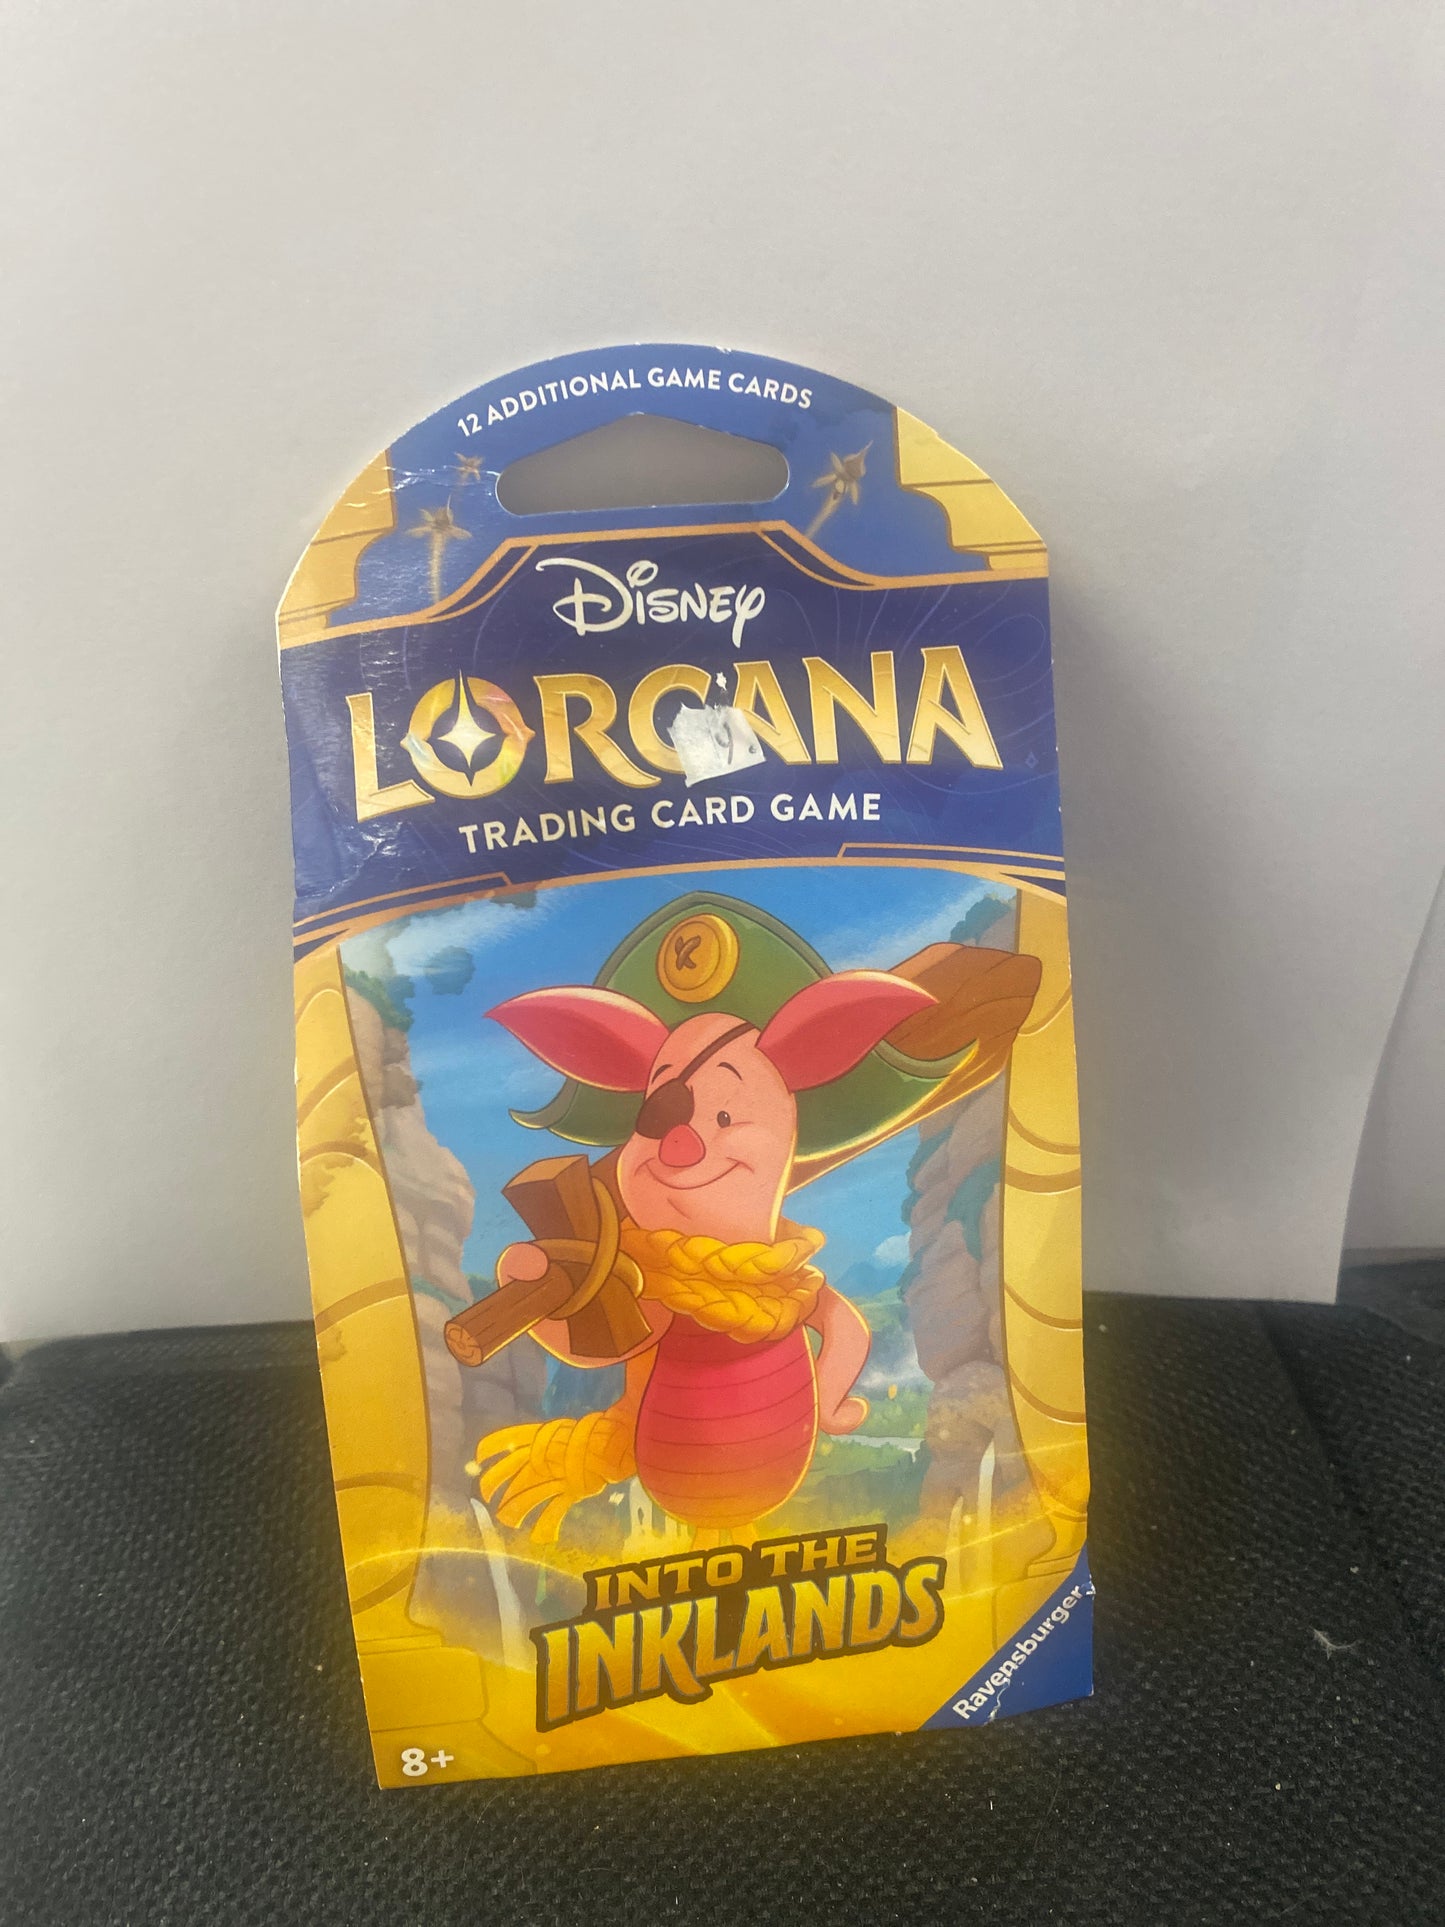 12 ADDITIONAL GAME CARDS
DISNEY
LORCANA
TRADING CARD GAME
INTO THE
INKLANDS
Ravensburger
8+